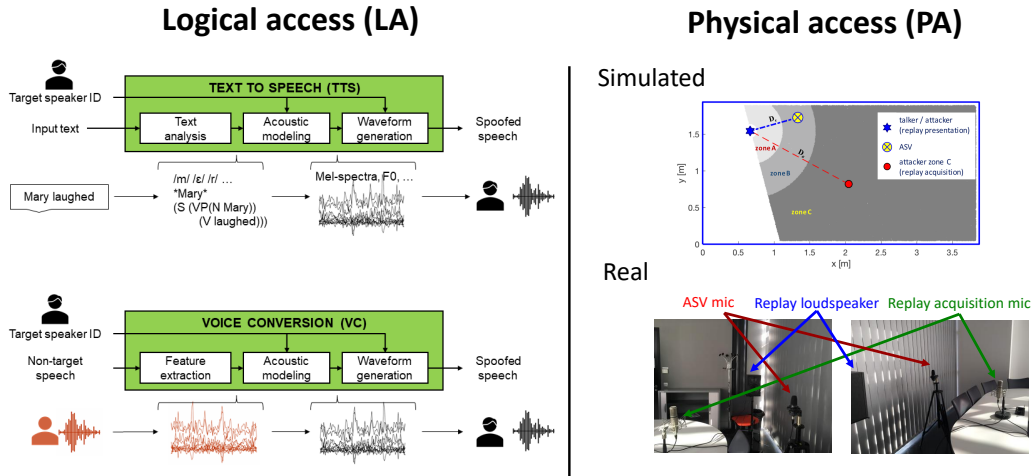 Logical access (LA)
Target speaker ID
TEXT TO SPEECH (TTS)
Input text
Text
analysis
Acoustic
modeling
Waveform
generation
Spoofed
speech
Mary laughed
/m/ /ε/ /r/ …
*Mary*
(S (VP(N Mary))
(V laughed)))
Mel-spectra, F0, …
Target speaker ID
VOICE CONVERSION (VC)
Non-target
speech
Feature
extraction
Acoustic
modeling
Waveform
generation
Spoofed
speech
Physical access (PA)
Simulated
y [m]
1.5
1
0.5
0
0
0.5
1
1.5
2
2.5
3
3.5
x [m]
zone A
zone B
zone C
talker / attacker
(replay presentation)
ASV
attacker zone C
(replay acquisition)
Real
ASV mic
Replay loudspeaker
Replay acquisition mic